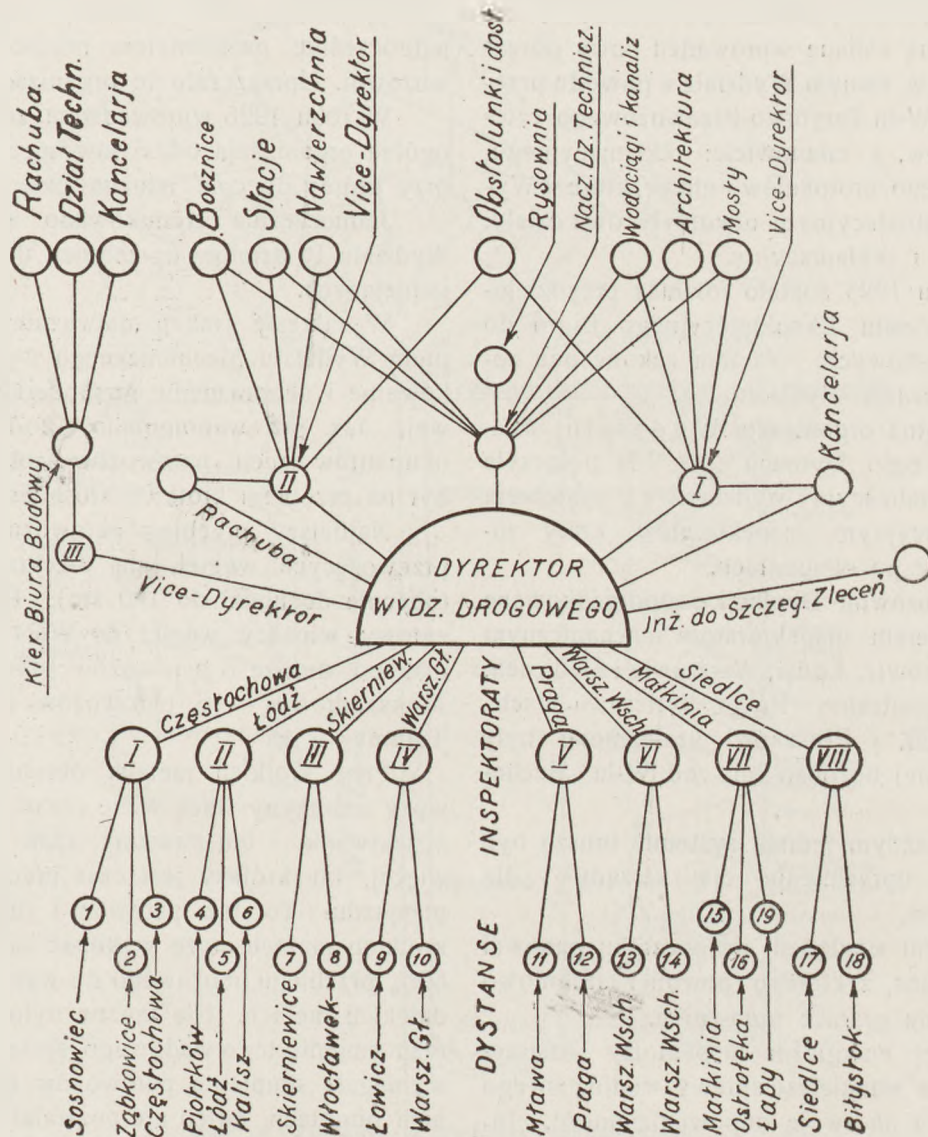 Rachuba.
Dział Techn.
Kancelarja
Bocznice
Stacje
Nawierchnia
Vice-Dyrektor
Obstalunki dost.
Rysownia
Nacz. Dz. Technicz.
Wodociągi i kanaliz
Architektura
Mosty
Vice-Dyrektor
Kier. Biura Budowy
III
II
I
Rachuba
Kancelarja
Vice-Dyrektor
DYREKTOR
WYDZ. DROGOWEGO
Inż. do Szczeg. Zleceń
Częstochowa
Łódź
Skierniew.
Warsz. Gł.
INSPEKTORATY
Warsz. Wsch.
Małkinia
Siedlce
I
II
III
IV
V
VI
VII
VIII
1
2
3
4
5
6
7
8
9
10
DYSTANSE
11
12
13
14
15
16
19
17
18
Sosnowiec
Ząbkowice
Częstochowa
Piotrków
Łódź
Kalisz
Skierniewice
Włocławek
Łowicz
Warsz. Gł.
Mława
Praga
Warsz. Wsch.
Warsz. Wsch.
Małkinia
Ostrołęka
Łapy
Siedlce